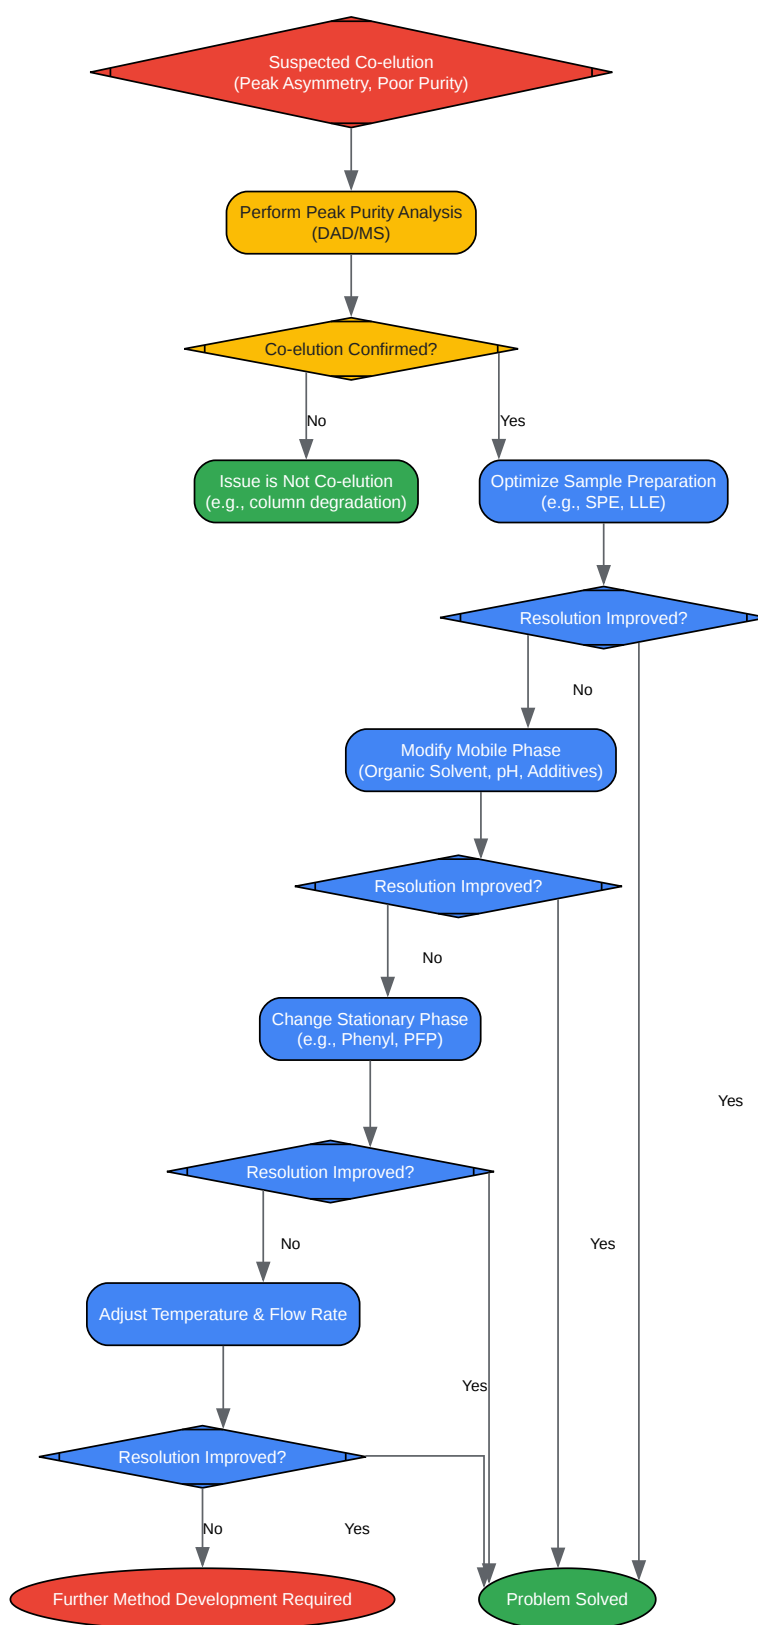 Suspected Co-elution
(Peak Asymmetry, Poor Purity)
Perform Peak Purity Analysis
(DAD/MS)
Co-elution Confirmed?
No
Yes
Issue is Not Co-elution
(e.g., column degradation)
Optimize Sample Preparation
(e.g., SPE, LLE)
Resolution Improved?
No
Modify Mobile Phase
(Organic Solvent, pH, Additives)
Resolution Improved?
No
Change Stationary Phase
(e.g., Phenyl, PFP)
Yes
Resolution Improved?
No
Yes
Adjust Temperature & Flow Rate
Yes
Resolution Improved?
No
Yes
Further Method Development Required
Problem Solved